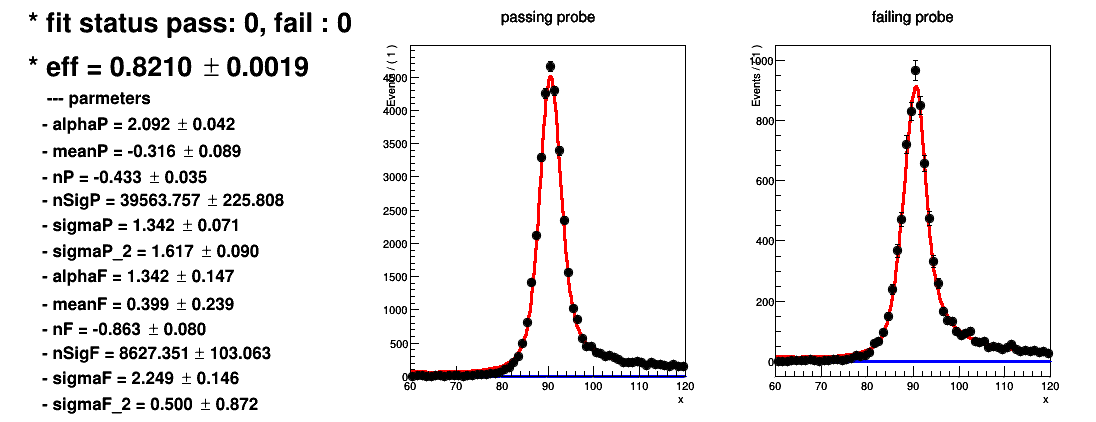 * fit status pass: 0, fail : 0
* eff = 0.8210 ± 0.0019
--- parmeters
- alphaP = 2.092 ± 0.042
- meanP = -0.316 ± 0.089
- nP = -0.433 ± 0.035
- nSigP = 39563.757 ± 225.808
- sigmaP = 1.342 ± 0.071
- sigmaP_2 = 1.617 ± 0.090
- alphaF = 1.342 ± 0.147
- meanF = 0.399 ± 0.239
- nF = -0.863 ± 0.080
- nSigF = 8627.351 ± 103.063
- sigmaF = 2.249 ± 0.146
- sigmaF_2 = 0.500 ± 0.872
passing probe
Events / ( 1 )
4500
4000
3500
3000
2500
2000
1500
1000
500
0
60 70 80 90 100 110 120
x
failing probe
Events / ( 1 )
1000
800
600
400
200
0
60 70 80 90 100 110 120
x